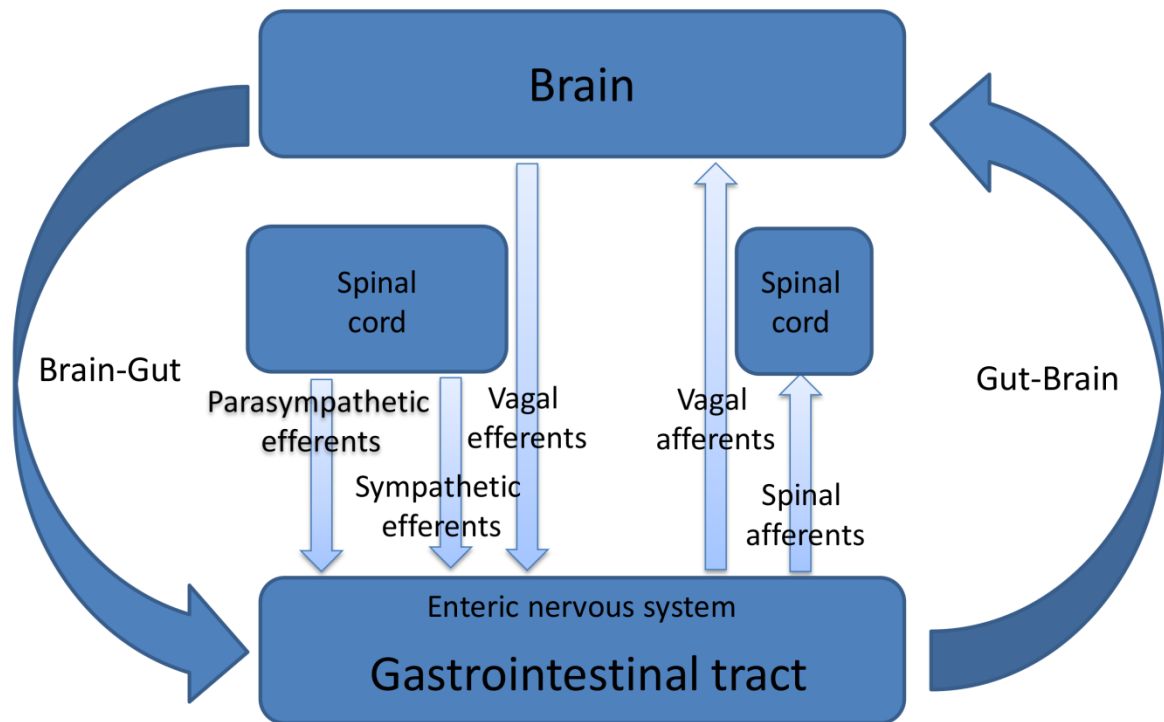 Brain
Spinal
cord
Spinal
cord
Brain-Gut
Gut-Brain
Parasympathetic
efferents
Vagal
efferents
Vagal
afferents
Sympathetic
efferents
Spinal
afferents
Enteric nervous system
Gastrointestinal tract